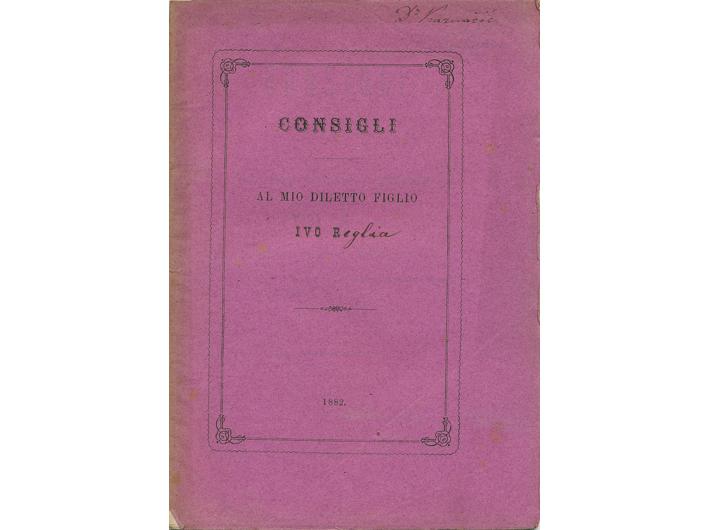 CONSIGLI
AL MIO DILETTO FIGLIO
IVO Reglia
1882.